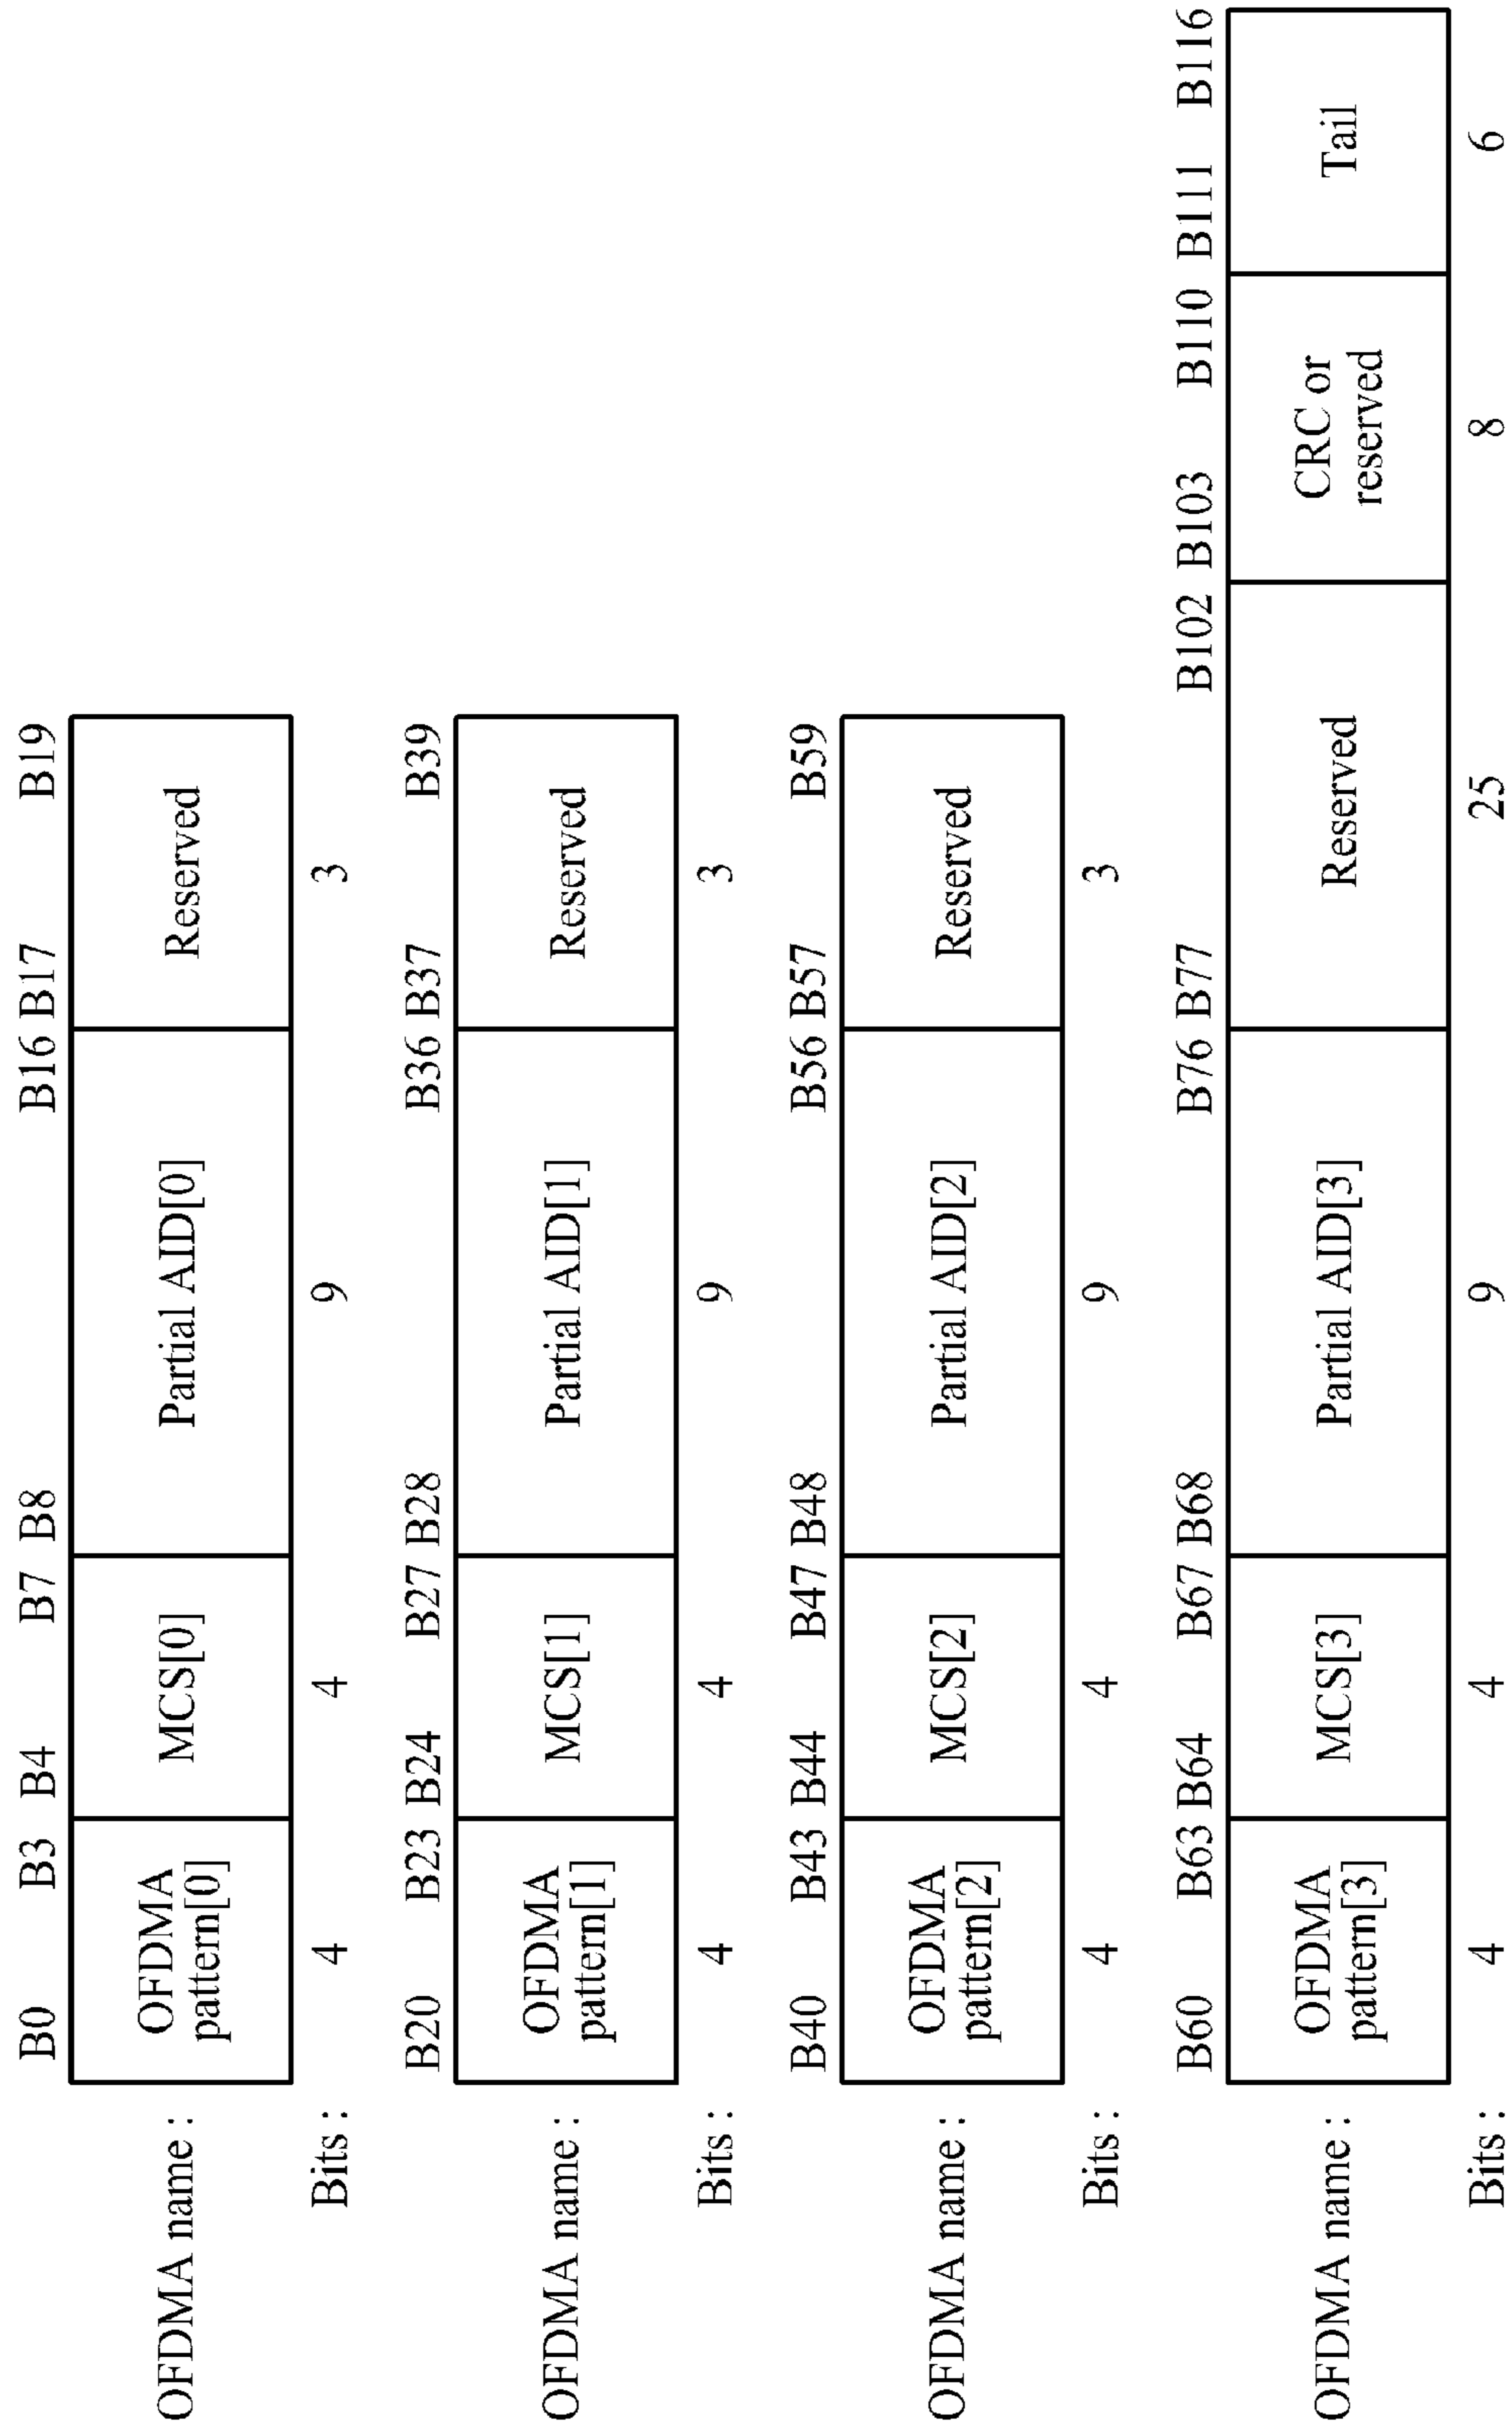 B0 B3 B4 B7 B8 B16 B17 B19
OFDMA name :
OFDMA
pattern[0]
MCS[0]
Partial AID[0]
Reserved
Bits : 4 4 9 3
B20 B23 B24 B27 B28 B36 B37 B39
OFDMA name :
OFDMA
pattern[1]
MCS[1]
Partial AID[1]
Reserved
Bits : 4 4 9 3
B40 B43 B44 B47 B48 B56 B57 B59
OFDMA name :
OFDMA
pattern[2]
MCS[2]
Partial AID[2]
Reserved
Bits : 4 4 9 3
B60 B63 B64 B67 B68 B76 B77 B102 B103 B110 B111 B116
OFDMA name :
OFDMA
pattern[3]
MCS[3]
Partial AID[3]
Reserved
CRC or
reserved
Tail
Bits : 4 4 9 25 8 6